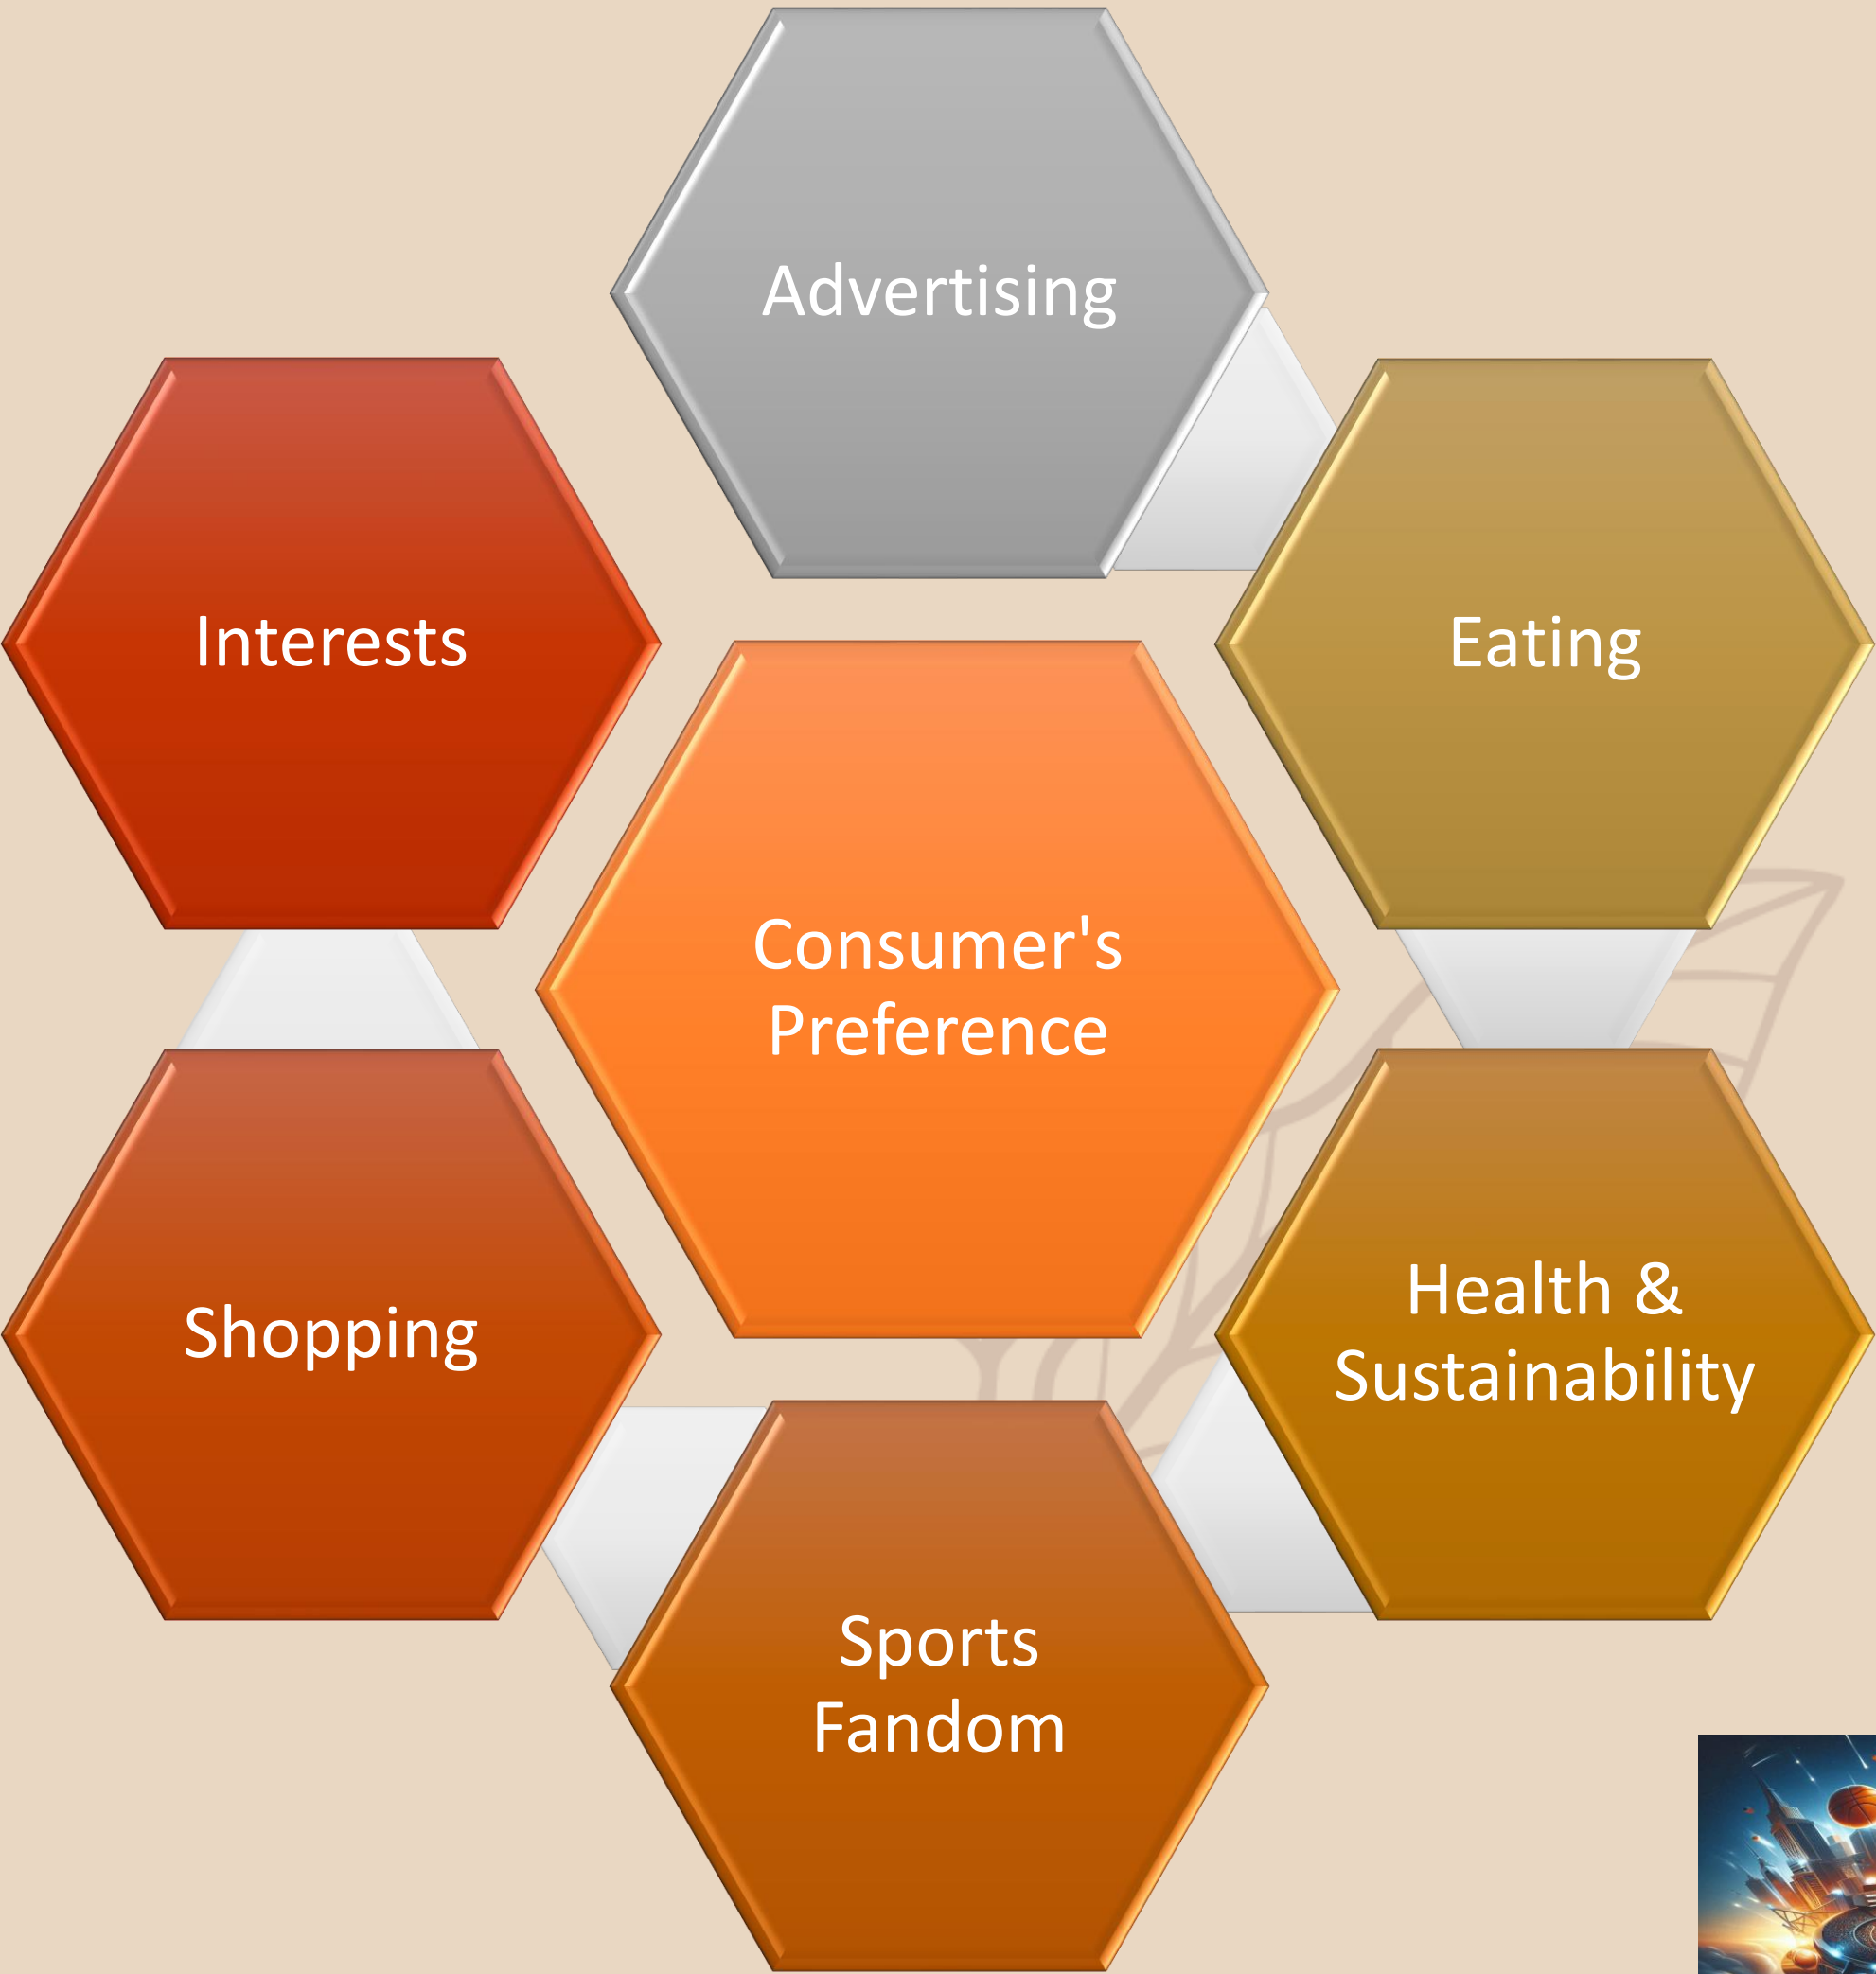 Advertising
Interests
Eating
Consumer's
Preference
Shopping
Health &
Sustainability
Sports
Fandom